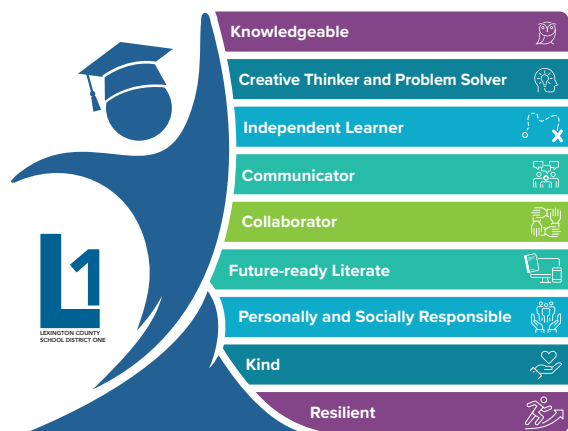 Knowledgeable
Creative Thinker and Problem Solver
Independent Learner
Communicator
Collaborator
Future-ready Literate
Personally and Socially Responsible
Kind
Resilient
L1
LEXINGTON COUNTY
SCHOOL DISTRICT ONE